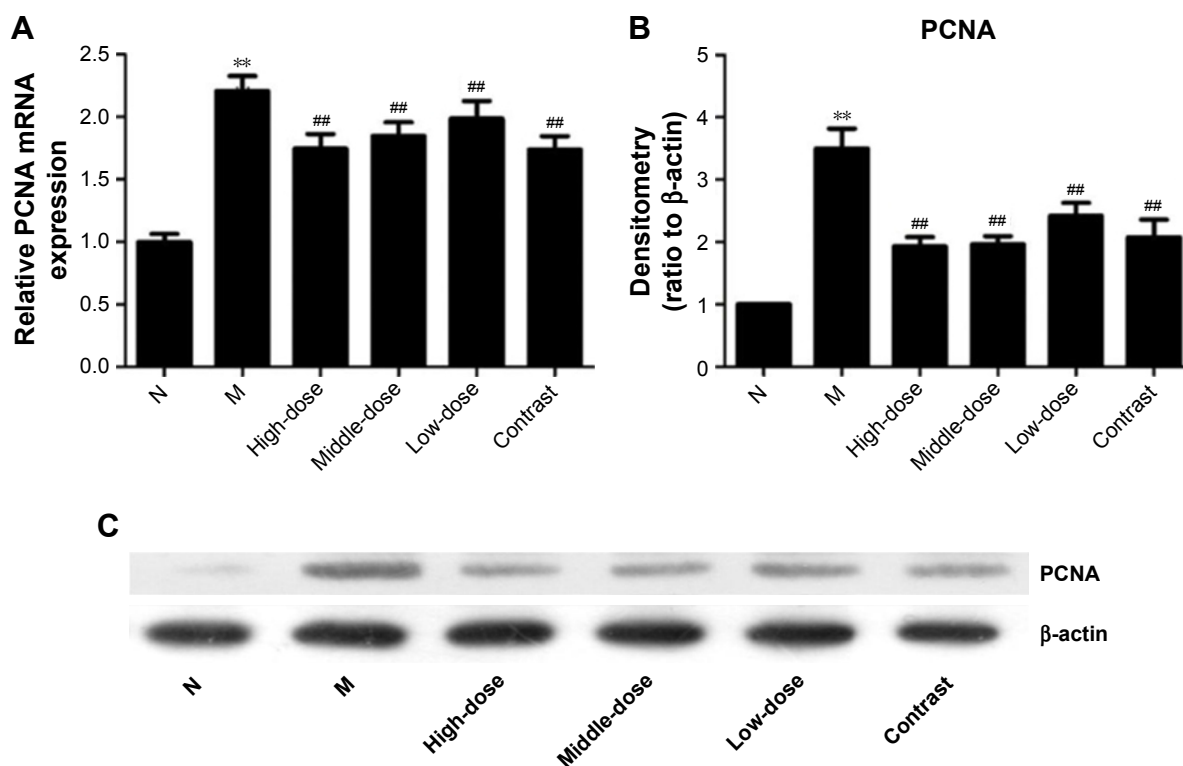 A
Relative PCNA mRNA
expression
2.5
2.0
1.5
1.0
0.5
0.0
**
##
##
##
##
N
M
High-dose
Middle-dose
Low-dose
Contrast
B
PCNA
Densitometry
(ratio to β-actin)
5
4
3
2
1
0
**
##
##
##
##
N
M
High-dose
Middle-dose
Low-dose
Contrast
C
PCNA
β-actin
N
M
High-dose
Middle-dose
Low-dose
Contrast